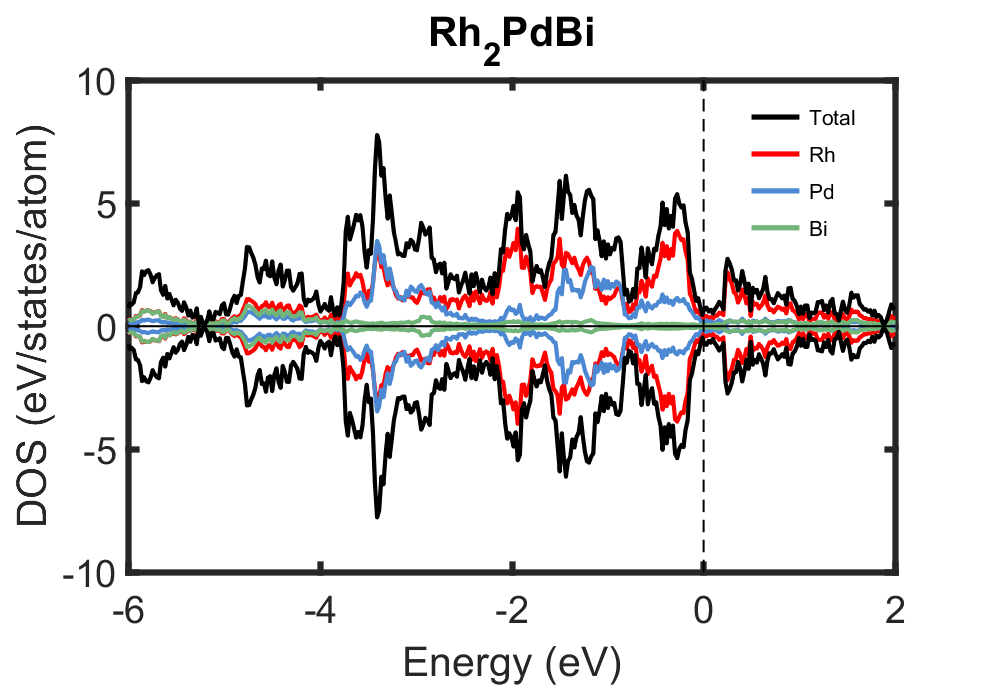 Rh2PdBi
10
5
0
-5
-10
DOS (eV/states/atom)
Total
Rh
Pd
Bi
-6 -4 -2 0 2
Energy (eV)